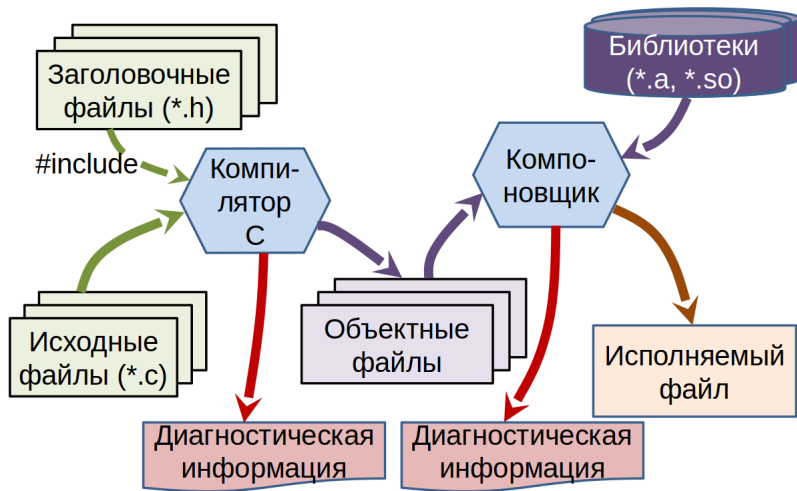 Заголовочные
файлы (*.h)
Библиотеки
(*.a, *.so)
#include
Компи-
лятор
C
Компо-
новщик
Исходные
файлы (*.c)
Объектные
файлы
Исполняемый
файл
Диагностическая
информация
Диагностическая
информация